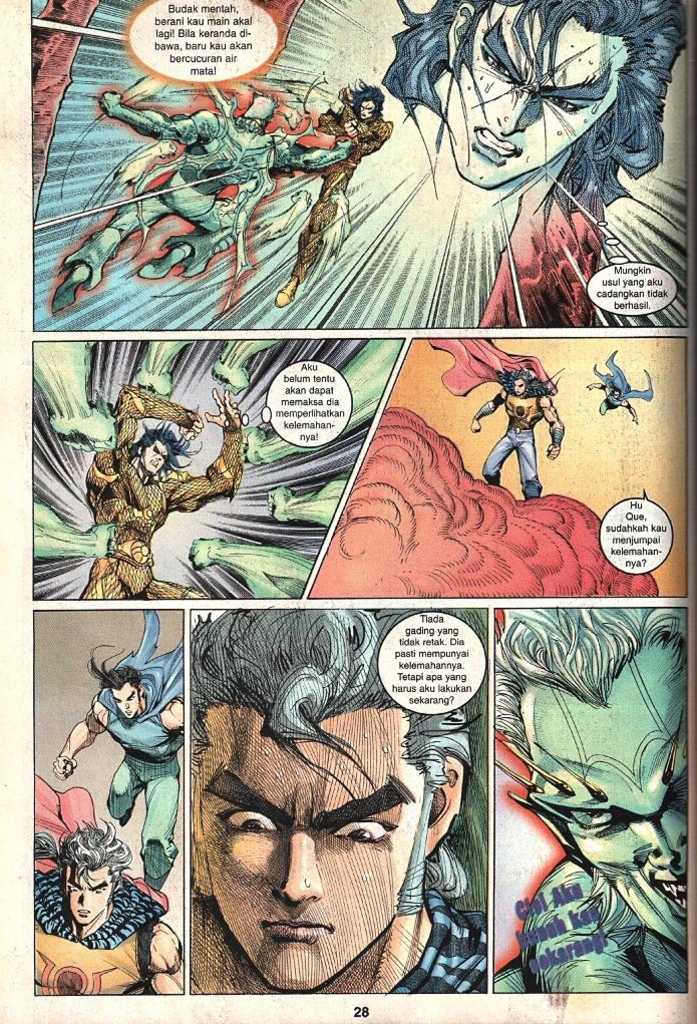 Budak mentah,
berani kau main akal
lagi! Bila keranda di-
bawa, baru kau akan
bercucuran air
mata!
Mungkin
usul yang aku
cadangkan tidak
berhasil.
Aku
belum tentu
akan dapat
memaksa dia
memperlihatkan
kelemahan-
nya!
Hu
Que,
sudahkah kau
menjumpai
kelemahan-
nya?
Tiada
gading yang
tidak retak. Dia
pasti mempunyai
kelemahannya.
Tetapi apa yang
harus aku lakukan
sekarang?
Aku
kau
sekarang!
28